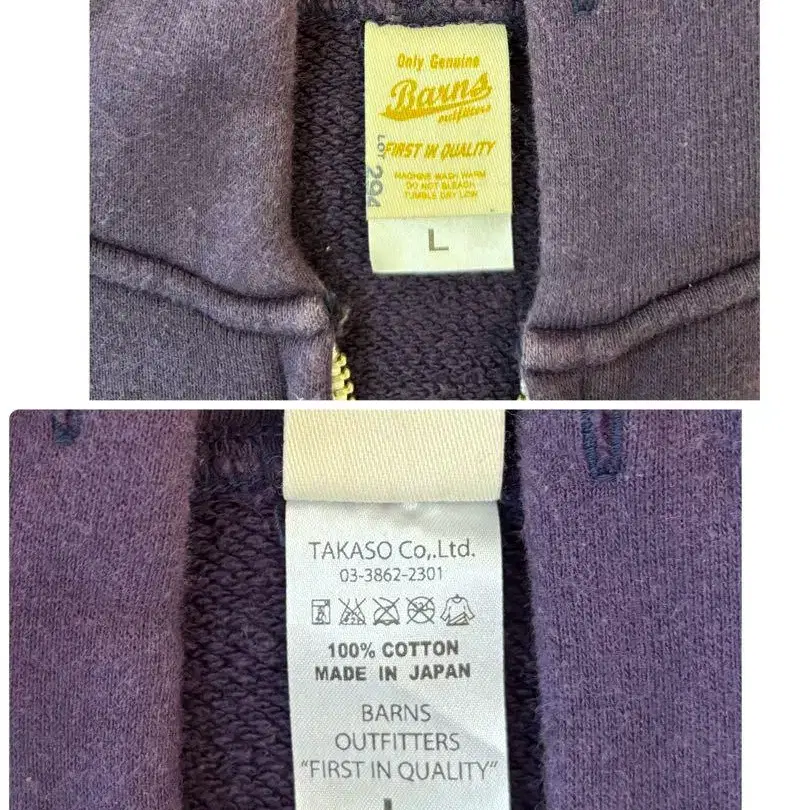 Only Genuine
Barns
outfitters
FIRST IN QUALITY
LOT 294
MACHINE WASH WARM
DO NOT BLEACH
TUMBLE DRY LOW
L
TAKASO Co,.Ltd.
03-3862-2301
100% COTTON
MADE IN JAPAN
BARNS
OUTFITTERS
"FIRST IN QUALITY"